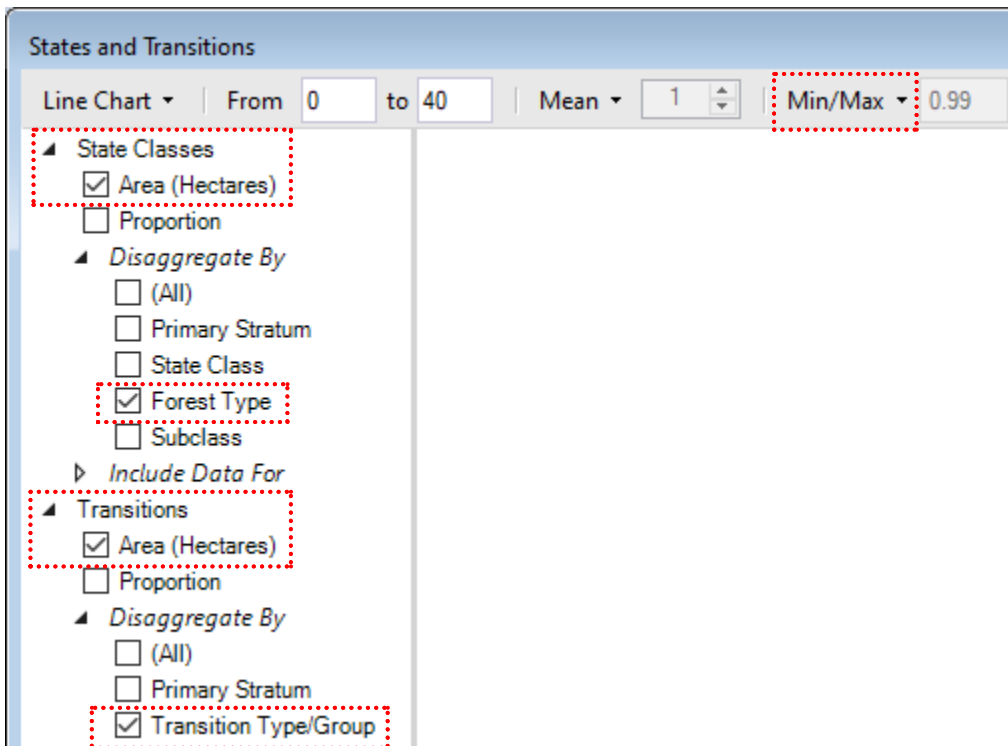 States and Transitions
Line Chart From 0 to 40 Mean 1 Min/Max 0.99
State Classes
Area (Hectares)
Proportion
Disaggregate By
(All)
Primary Stratum
State Class
Forest Type
Subclass
Include Data For
Transitions
Area (Hectares)
Proportion
Disaggregate By
(All)
Primary Stratum
Transition Type/Group